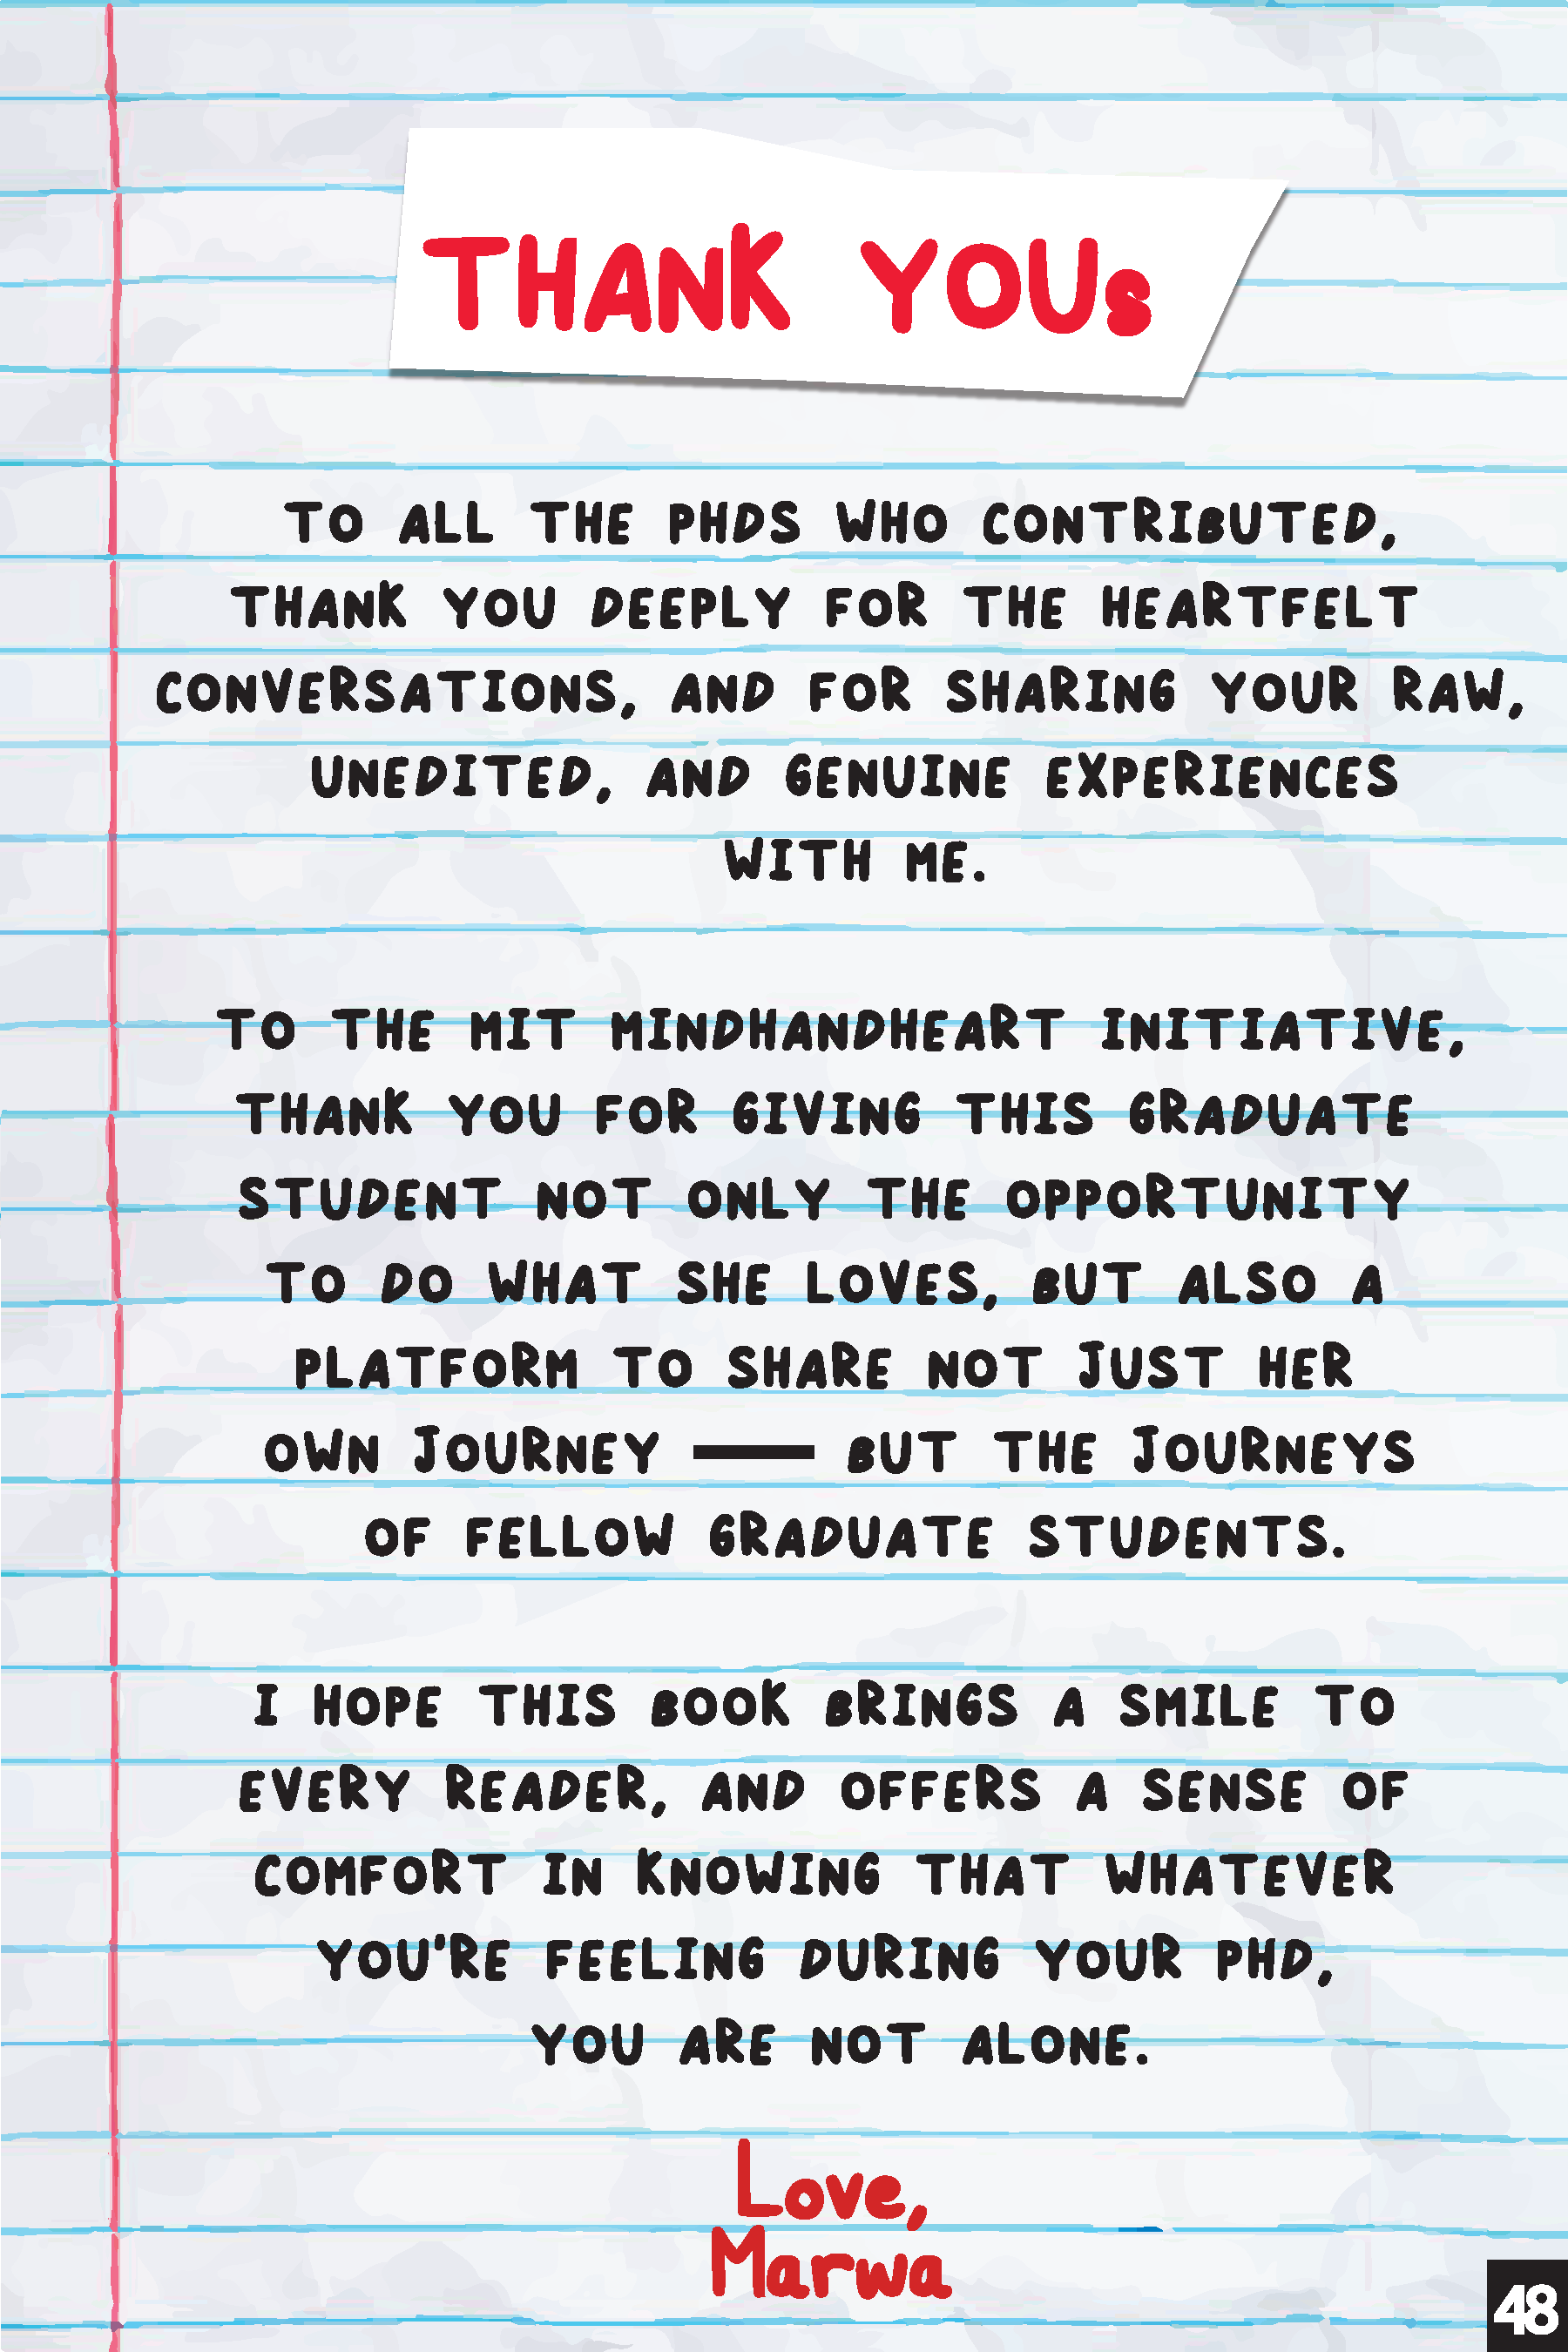 THANK YOUs
TO ALL THE PHDS WHO CONTRIBUTED,
THANK YOU DEEPLY FOR THE HEARTFELT
CONVERSATIONS, AND FOR SHARING YOUR RAW,
UNEDITED, AND GENUINE EXPERIENCES
WITH ME.
TO THE MIT MINDHANDHEART INITIATIVE,
THANK YOU FOR GIVING THIS GRADUATE
STUDENT NOT ONLY THE OPPORTUNITY
TO DO WHAT SHE LOVES, BUT ALSO A
PLATFORM TO SHARE NOT JUST HER
OWN JOURNEY — BUT THE JOURNEYS
OF FELLOW GRADUATE STUDENTS.
I HOPE THIS BOOK BRINGS A SMILE TO
EVERY READER, AND OFFERS A SENSE OF
COMFORT IN KNOWING THAT WHATEVER
YOU'RE FEELING DURING YOUR PHD,
YOU ARE NOT ALONE.
Love,
Marwa
48